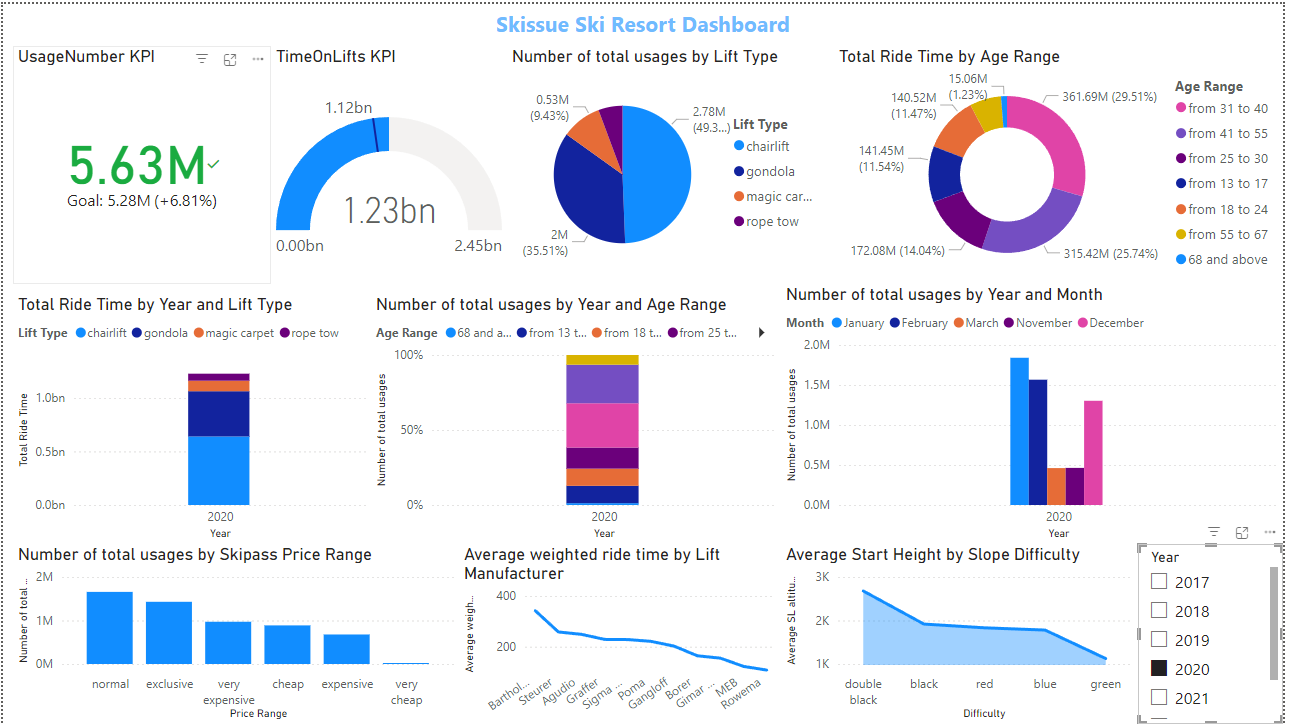 Skissue Ski Resort Dashboard
UsageNumber KPI
5.63M
Goal: 5.28M (+6.81%)
TimeOnLifts KPI
1.12bn
1.23bn
0.00bn
2.45bn
Number of total usages by Lift Type
0.53M
(9.43%)
2.78M
(49.3...)
2M
(35.51%)
Lift Type
chairlift
gondola
magic car...
rope tow
Total Ride Time by Age Range
15.06M
(1.23%)
140.52M
(11.47%)
141.45M
(11.54%)
172.08M (14.04%)
361.69M (29.51%)
315.42M (25.74%)
Age Range
from 31 to 40
from 41 to 55
from 25 to 30
from 13 to 17
from 18 to 24
from 55 to 67
68 and above
Total Ride Time by Year and Lift Type
Lift Type chairlift gondola magic carpet rope tow
Total Ride Time
1.0bn
0.5bn
0.0bn
2020
Year
Number of total usages by Year and Age Range
Age Range 68 and a... from 13 t... from 18 t... from 25 t...
Number of total usages
100%
50%
0%
2020
Year
Number of total usages by Year and Month
Month January February March November December
Number of total usages
2.0M
1.5M
1.0M
0.5M
0.0M
2020
Year
Number of total usages by Skipass Price Range
Number of total ...
2M
1M
0M
normal
exclusive
very
expensive
cheap
expensive
very
cheap
Price Range
Average weighted ride time by Lift
Manufacturer
Average weigh...
400
200
Barthol...
Steurer
Agudio
Graffer
Sigma ...
Poma
Gangloff
Borer
Gimar ...
MEB
Rowema
Average Start Height by Slope Difficulty
Average SL altitu...
3K
2K
1K
double
black
black
red
blue
green
Difficulty
Year
2017
2018
2019
2020
2021